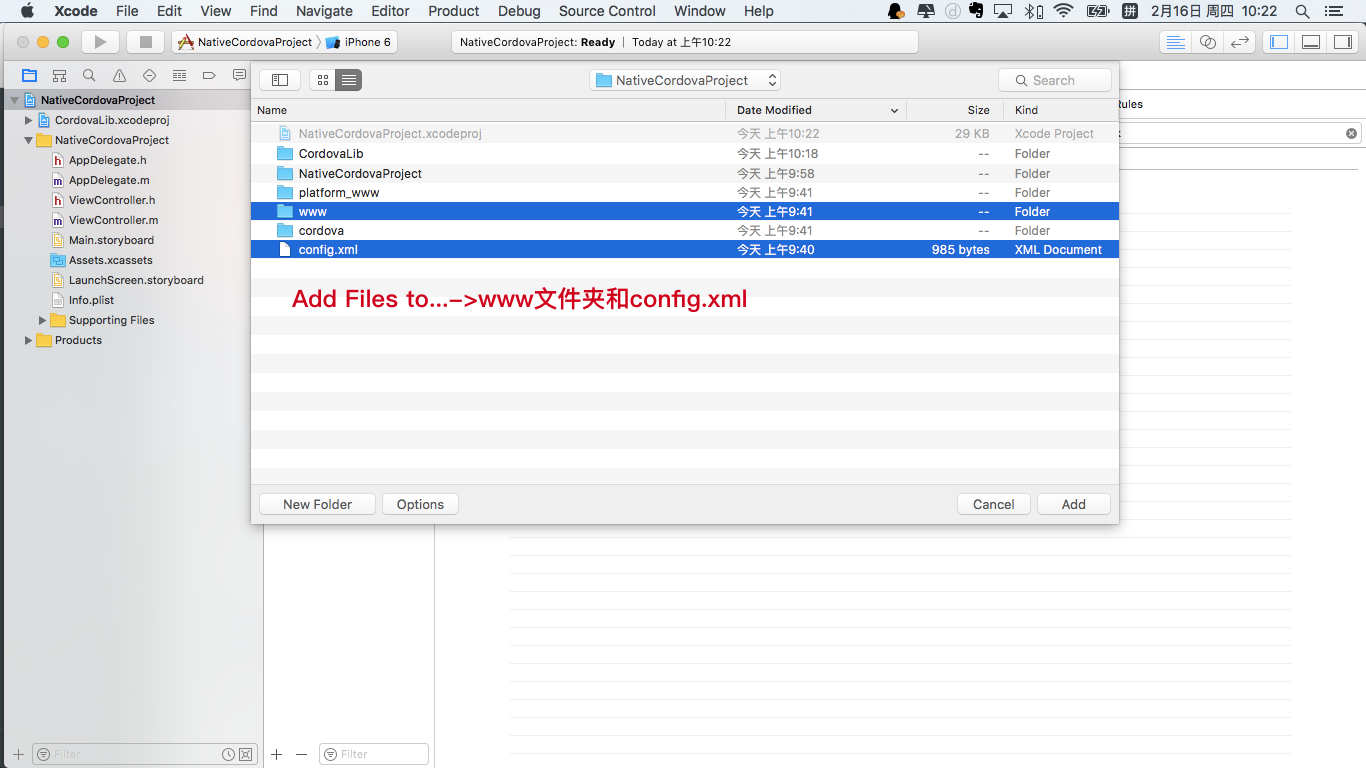 Xcode File Edit View Find Navigate Editor Product Debug Source Control Window Help 拼 2月16日 周四 10:22
NativeCordovaProject iPhone 6 NativeCordovaProject: Ready | Today at 上午10:22
NativeCordovaProject
CordovaLib.xcodeproj
NativeCordovaProject
AppDelegate.h
AppDelegate.m
ViewController.h
ViewController.m
Main.storyboard
Assets.xcassets
LaunchScreen.storyboard
Info.plist
Supporting Files
Products
NativeCordovaProject Search
Name Date Modified Size Kind
NativeCordovaProject.xcodeproj 今天 上午10:22 29 KB Xcode Project
CordovaLib 今天 上午10:18 -- Folder
NativeCordovaProject 今天 上午9:58 -- Folder
platform_www 今天 上午9:41 -- Folder
www 今天 上午9:41 -- Folder
cordova 今天 上午9:41 -- Folder
config.xml 今天 上午9:40 985 bytes XML Document
Add Files to...->www文件夹和config.xml
New Folder Options Cancel Add
Filter
Filter